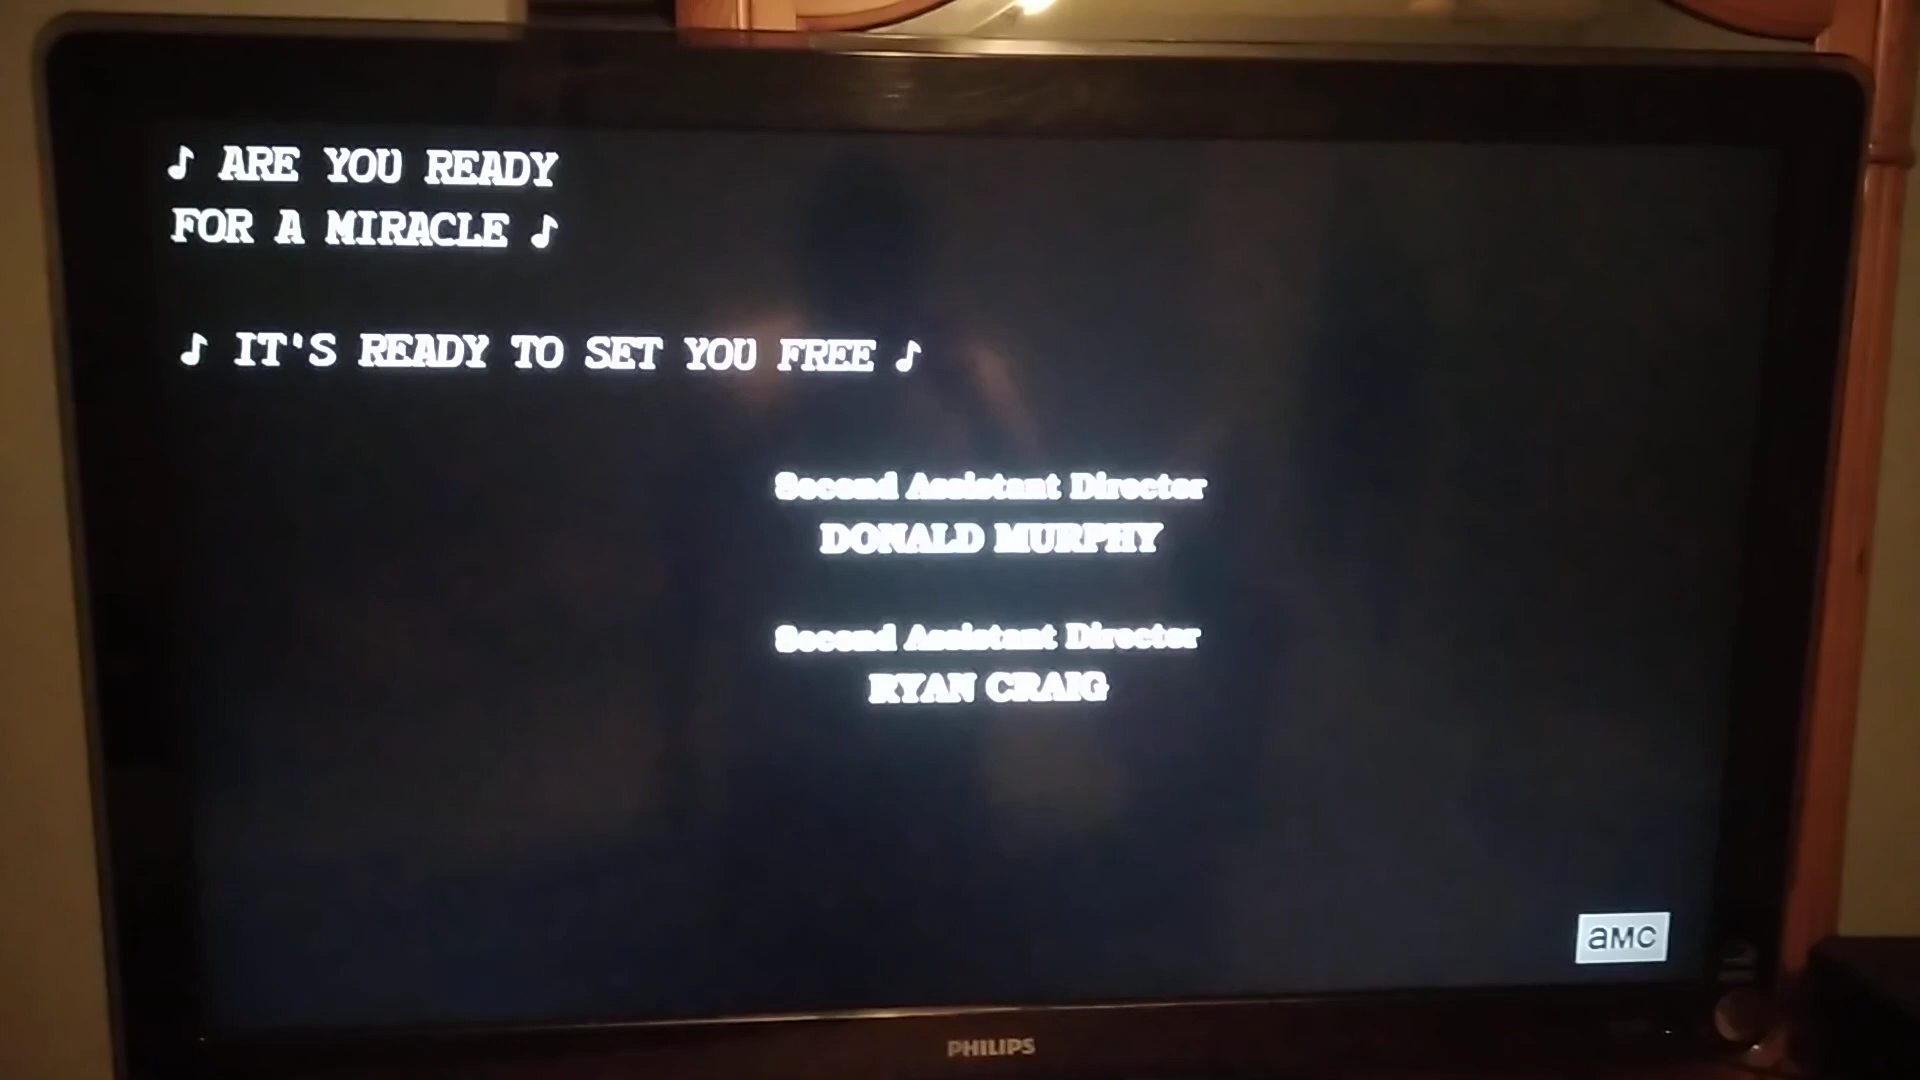 ♪ ARE YOU READY
FOR A MIRACLE ♪
♪ IT'S READY TO SET YOU FREE ♪
Second Assistant Director
DONALD MURPHY
Second Assistant Director
RYAN CRAIG
aMC
PHILIPS